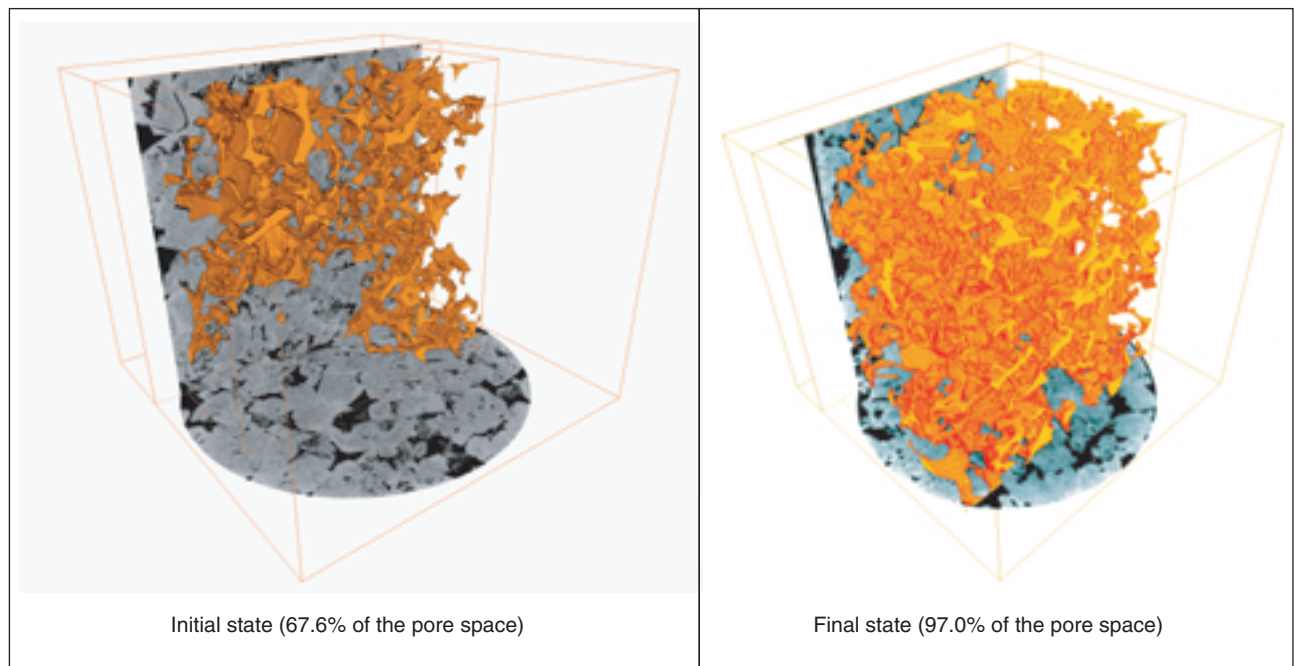 Initial state (67.6% of the pore space)
Final state (97.0% of the pore space)